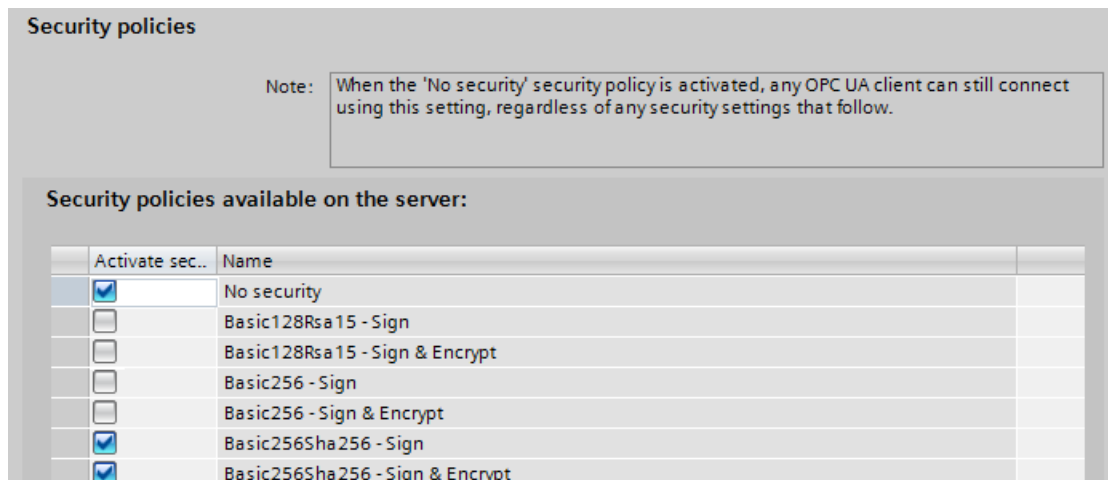 Security policies
Note: When the 'No security' security policy is activated, any OPC UA client can still connect
using this setting, regardless of any security settings that follow.
Security policies available on the server:
Activate sec.. Name
No security
Basic128Rsa15 - Sign
Basic128Rsa15 - Sign & Encrypt
Basic256 - Sign
Basic256 - Sign & Encrypt
Basic256Sha256 - Sign
Basic256Sha256 - Sign & Encrypt